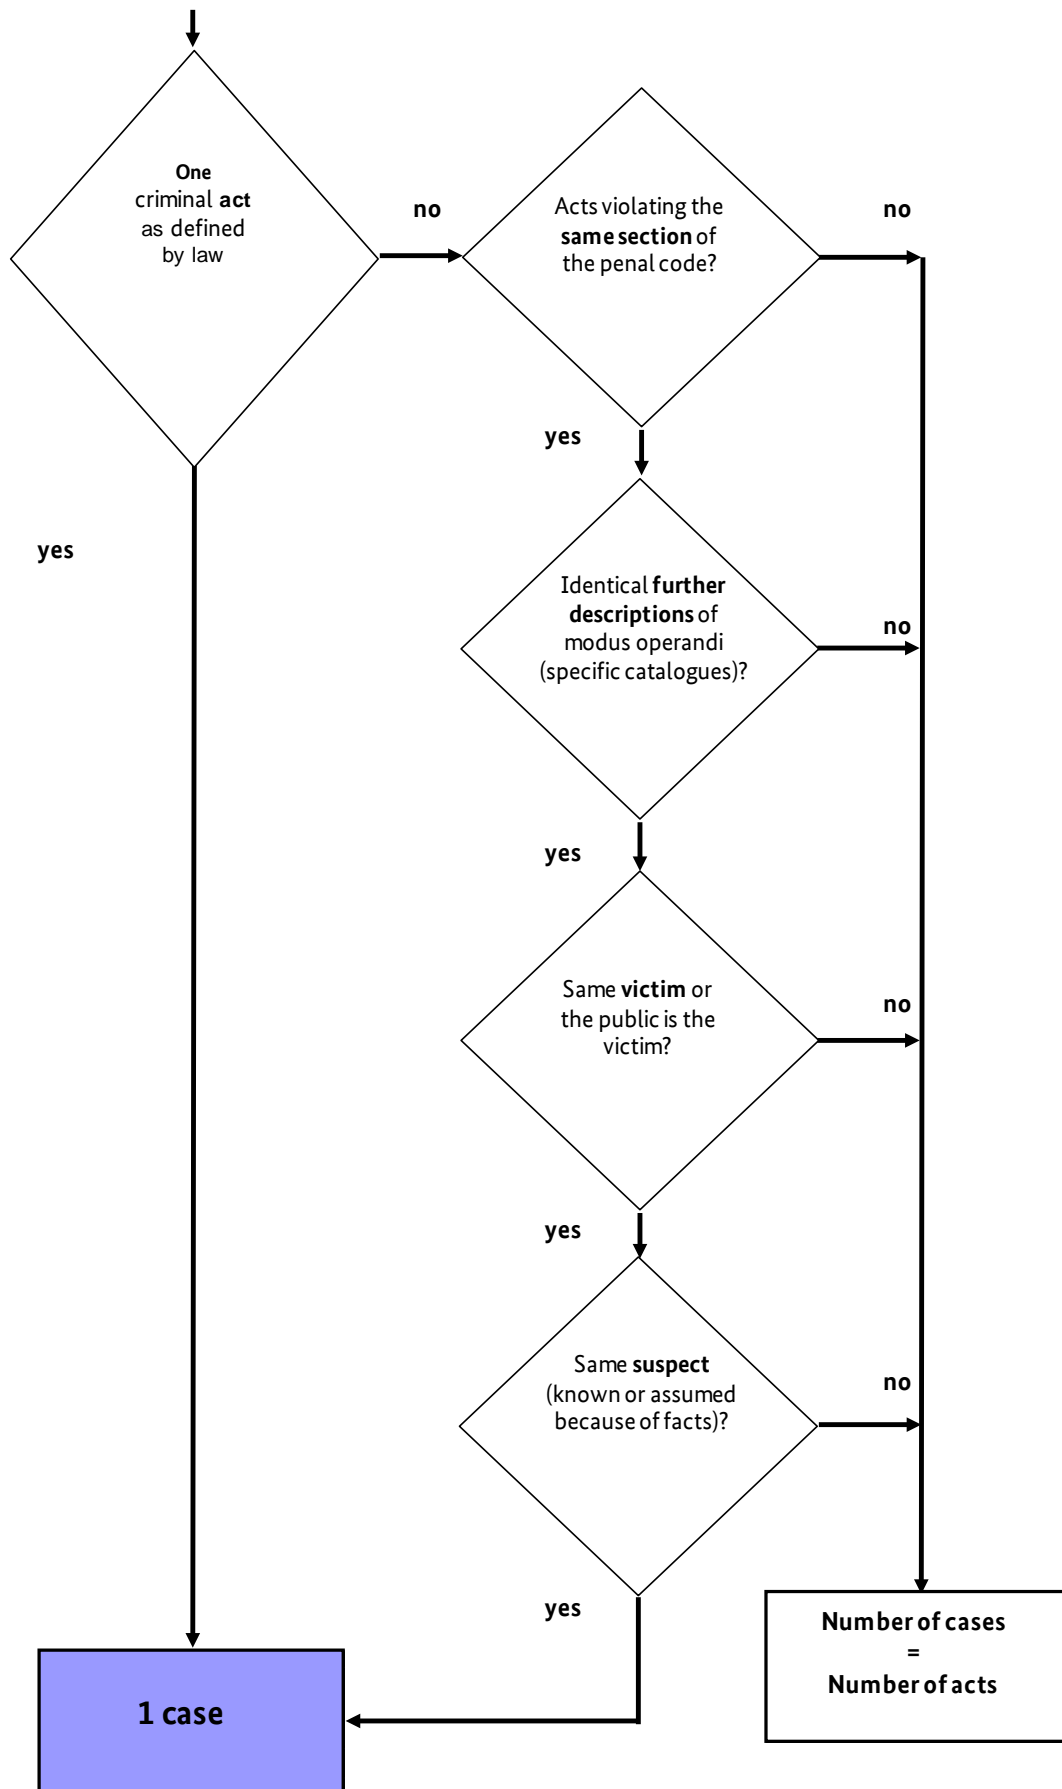 One
criminal act
as defined
by law
no
Acts violating the
same section of
the penal code?
no
yes
yes
Identical further
descriptions of
modus operandi
(specific catalogues)?
no
yes
Same victim or
the public is the
victim?
no
yes
Same suspect
(known or assumed
because of facts)?
no
yes
Number of cases
=
Number of acts
1 case